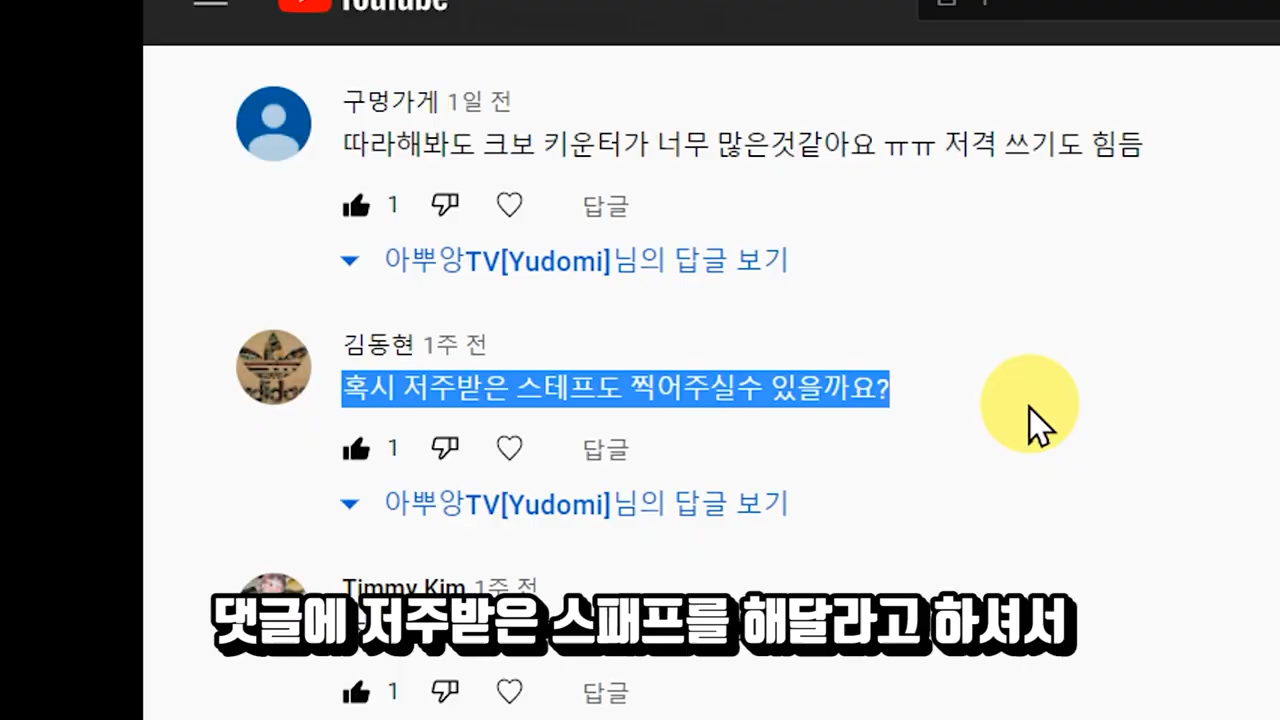 YouTube
구멍가게 1일 전
따라해봐도 크보 키운터가 너무 많은것같아요 ㅠㅠ 저격 쓰기도 힘듬
1 답글
아뿌앙TV[Yudomi]님의 답글 보기
김동현 1주 전
혹시 저주받은 스테프도 찍어주실수 있을까요?
1 답글
아뿌앙TV[Yudomi]님의 답글 보기
Timmy Kim 1주 전
댓글에 저주받은 스패프를 해달라고 하셔서
1 답글